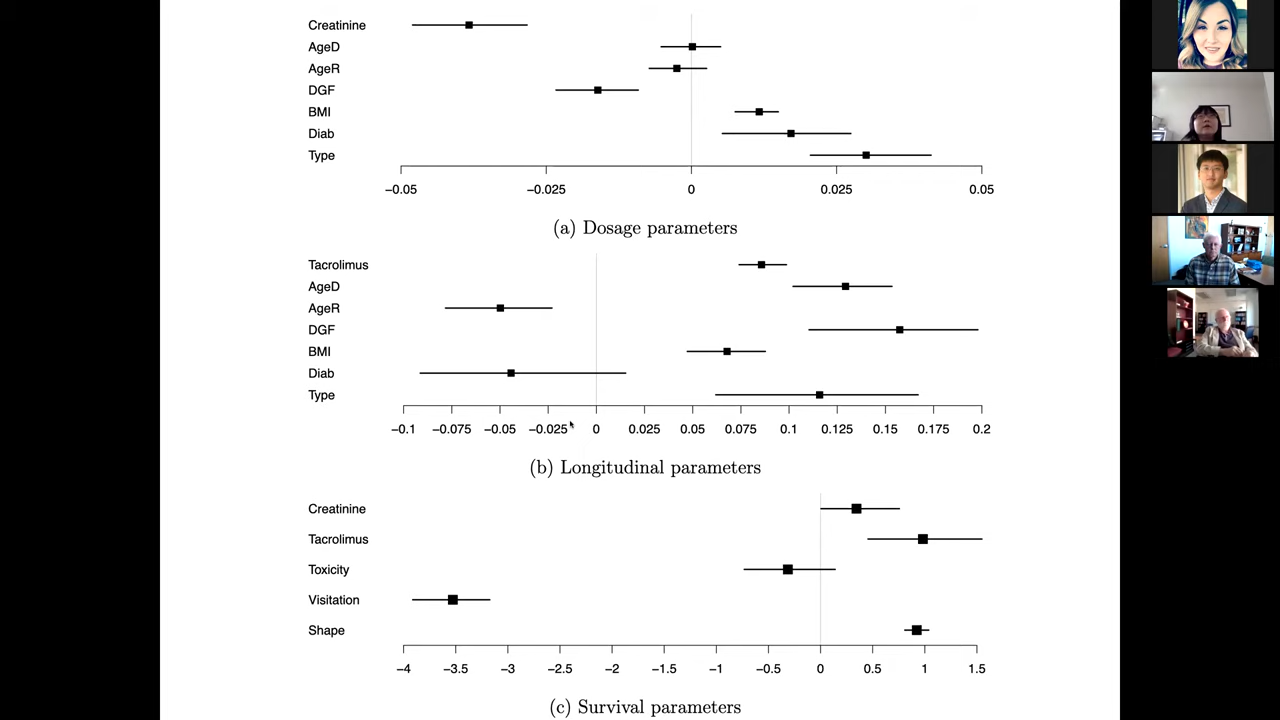 Creatinine
AgeD
AgeR
DGF
BMI
Diab
Type
−0.05 −0.025 0 0.025 0.05
(a) Dosage parameters
Tacrolimus
AgeD
AgeR
DGF
BMI
Diab
Type
−0.1 −0.075 −0.05 −0.025 0 0.025 0.05 0.075 0.1 0.125 0.15 0.175 0.2
(b) Longitudinal parameters
Creatinine
Tacrolimus
Toxicity
Visitation
Shape
−4 −3.5 −3 −2.5 −2 −1.5 −1 −0.5 0 0.5 1 1.5
(c) Survival parameters